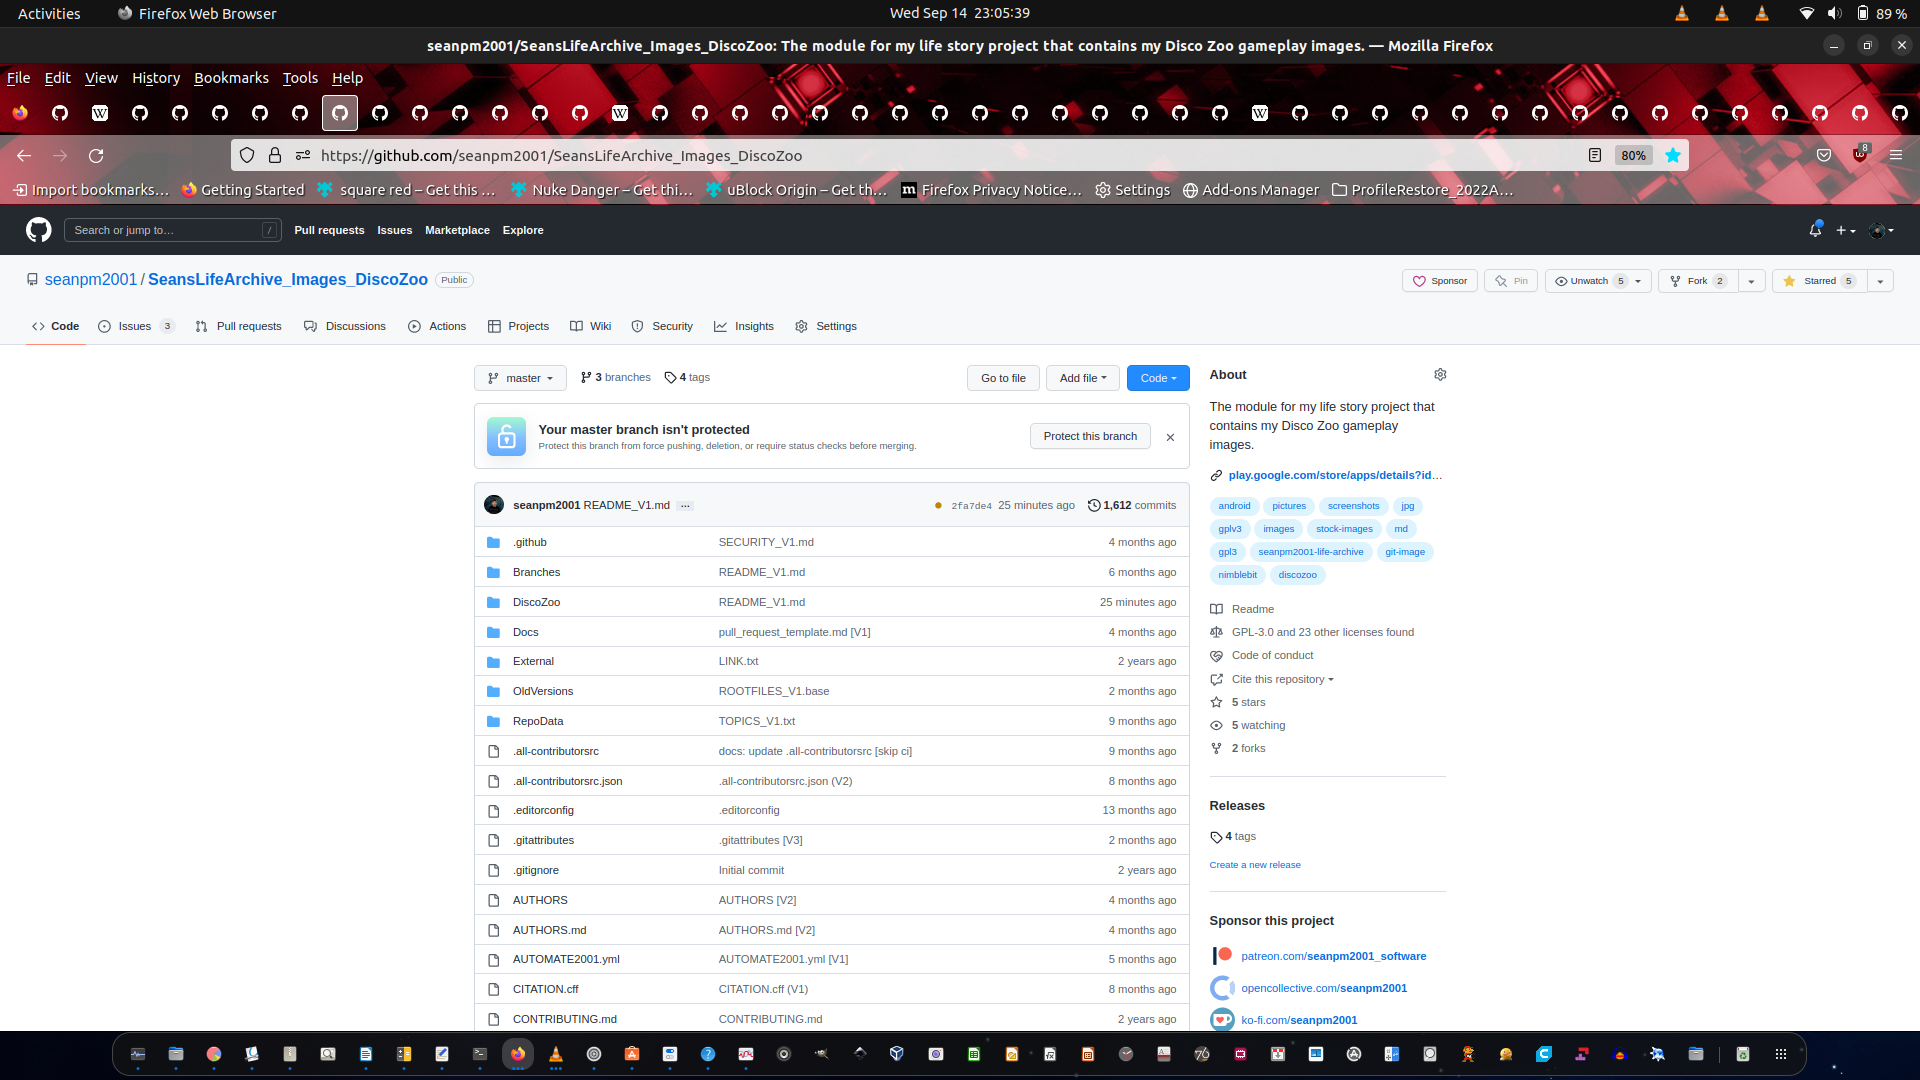 Activities Firefox Web Browser Wed Sep 14 23:05:39 89 %
seanpm2001/SeansLifeArchive_Images_DiscoZoo: The module for my life story project that contains my Disco Zoo gameplay images. — Mozilla Firefox
File Edit View History Bookmarks Tools Help
https://github.com/seanpm2001/SeansLifeArchive_Images_DiscoZoo 80% 8
Import bookmarks… Getting Started square red – Get this … Nuke Danger – Get thi… uBlock Origin – Get th… m Firefox Privacy Notice… Settings Add-ons Manager ProfileRestore_2022A…
Search or jump to… / Pull requests Issues Marketplace Explore
seanpm2001 / SeansLifeArchive_Images_DiscoZoo Public Sponsor Pin Unwatch 5 Fork 2 Starred 5
Code Issues 3 Pull requests Discussions Actions Projects Wiki Security Insights Settings
master 3 branches 4 tags Go to file Add file Code
Your master branch isn't protected
Protect this branch from force pushing, deletion, or require status checks before merging.
Protect this branch
seanpm2001 README_V1.md ... 2fa7de4 25 minutes ago 1,612 commits
.github SECURITY_V1.md 4 months ago
Branches README_V1.md 6 months ago
DiscoZoo README_V1.md 25 minutes ago
Docs pull_request_template.md [V1] 4 months ago
External LINK.txt 2 years ago
OldVersions ROOTFILES_V1.base 2 months ago
RepoData TOPICS_V1.txt 9 months ago
.all-contributorsrc docs: update .all-contributorsrc [skip ci] 9 months ago
.all-contributorsrc.json .all-contributorsrc.json (V2) 8 months ago
.editorconfig .editorconfig 13 months ago
.gitattributes .gitattributes [V3] 2 months ago
.gitignore Initial commit 2 years ago
AUTHORS AUTHORS [V2] 4 months ago
AUTHORS.md AUTHORS.md [V2] 4 months ago
AUTOMATE2001.yml AUTOMATE2001.yml [V1] 5 months ago
CITATION.cff CITATION.cff (V1) 8 months ago
CONTRIBUTING.md CONTRIBUTING.md 2 years ago
About
The module for my life story project that
contains my Disco Zoo gameplay
images.
play.google.com/store/apps/details?id…
android pictures screenshots jpg
gplv3 images stock-images md
gpl3 seanpm2001-life-archive git-image
nimblebit discozoo
Readme
GPL-3.0 and 23 other licenses found
Code of conduct
Cite this repository
5 stars
5 watching
2 forks
Releases
4 tags
Create a new release
Sponsor this project
patreon.com/seanpm2001_software
opencollective.com/seanpm2001
ko-fi.com/seanpm2001